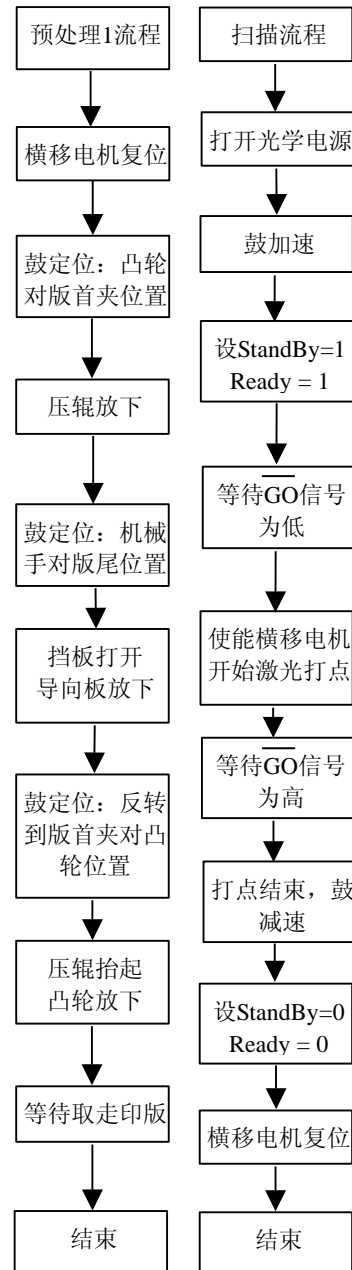 预处理1流程
横移电机复位
鼓定位：凸轮
对版首夹位置
压辊放下
鼓定位：机械
手对版尾位置
挡板打开
导向板放下
鼓定位：反转
到版首夹对凸
轮位置
压辊抬起
凸轮放下
等待取走印版
结束
扫描流程
打开光学电源
鼓加速
设StandBy=1
Ready = 1
等待G̅O̅信号
为低
使能横移电机
开始激光打点
等待G̅O̅信号
为高
打点结束，鼓
减速
设StandBy=0
Ready = 0
横移电机复位
结束